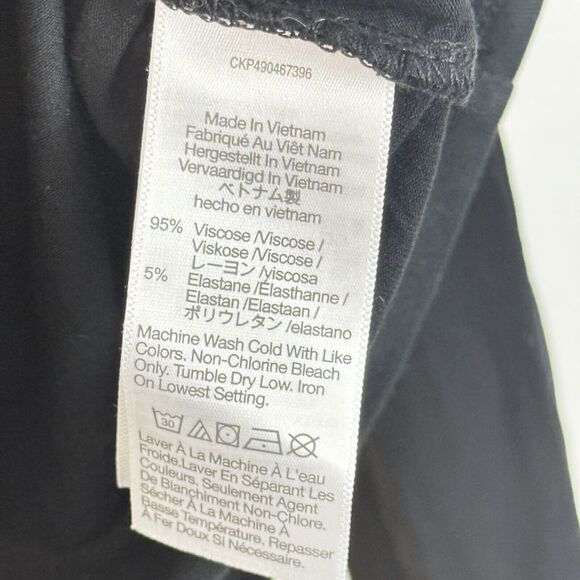 CKP490467396
Made In Vietnam
Fabriqué Au Viêt Nam
Hergestellt In Vietnam
Vervaardigd In Vietnam
ベトナム製
hecho en vietnam
95% Viscose /Viscose /
Viskose /Viscose /
レーヨン /viscosa
5% Elastane /Élasthanne /
Elastan /Elastaan /
ポリウレタン /elastano
Machine Wash Cold With Like
Colors. Non-Chlorine Bleach
Only. Tumble Dry Low. Iron
On Lowest Setting.
30
Laver À La Machine À L'eau
Froide.Laver En Séparant Les
Couleurs. Seulement Agent
De Blanchiment Non-Chlore.
Sécher À La Machine À
Basse Température. Repasser
À Fer Doux Si Nécessaire.